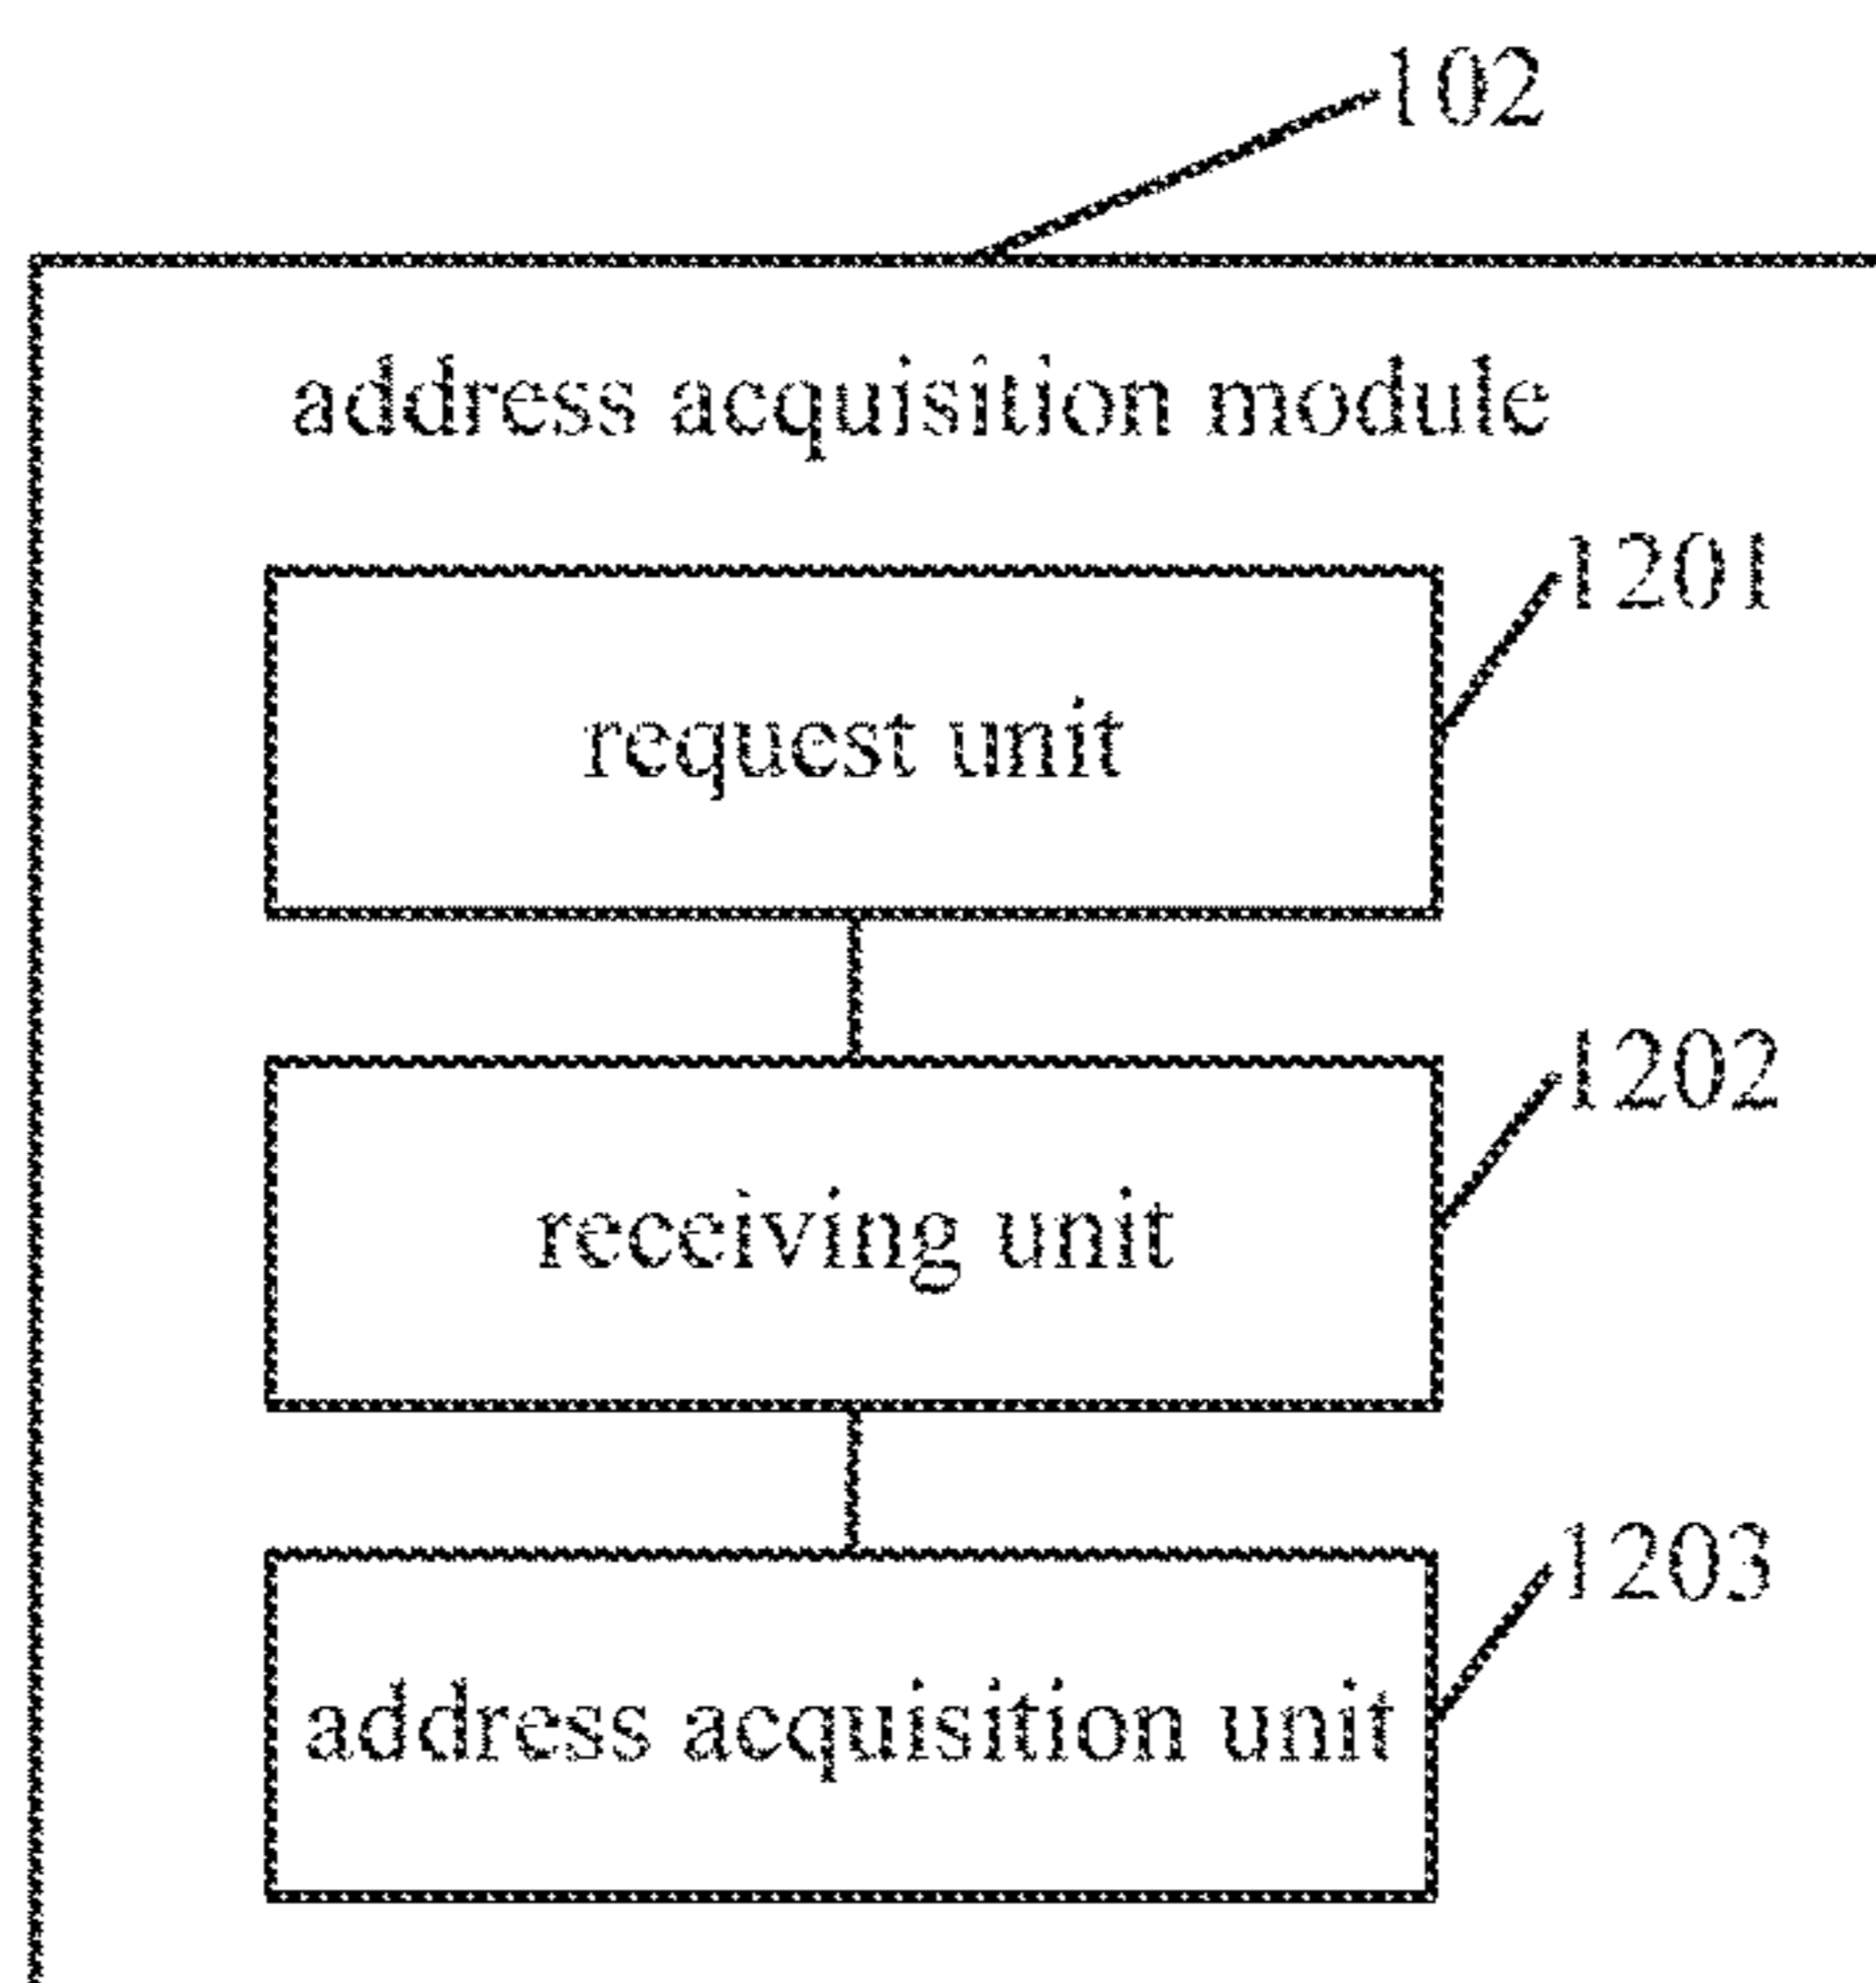 102
address acquisition module
1201
request unit
1202
receiving unit
1203
address acquisition unit